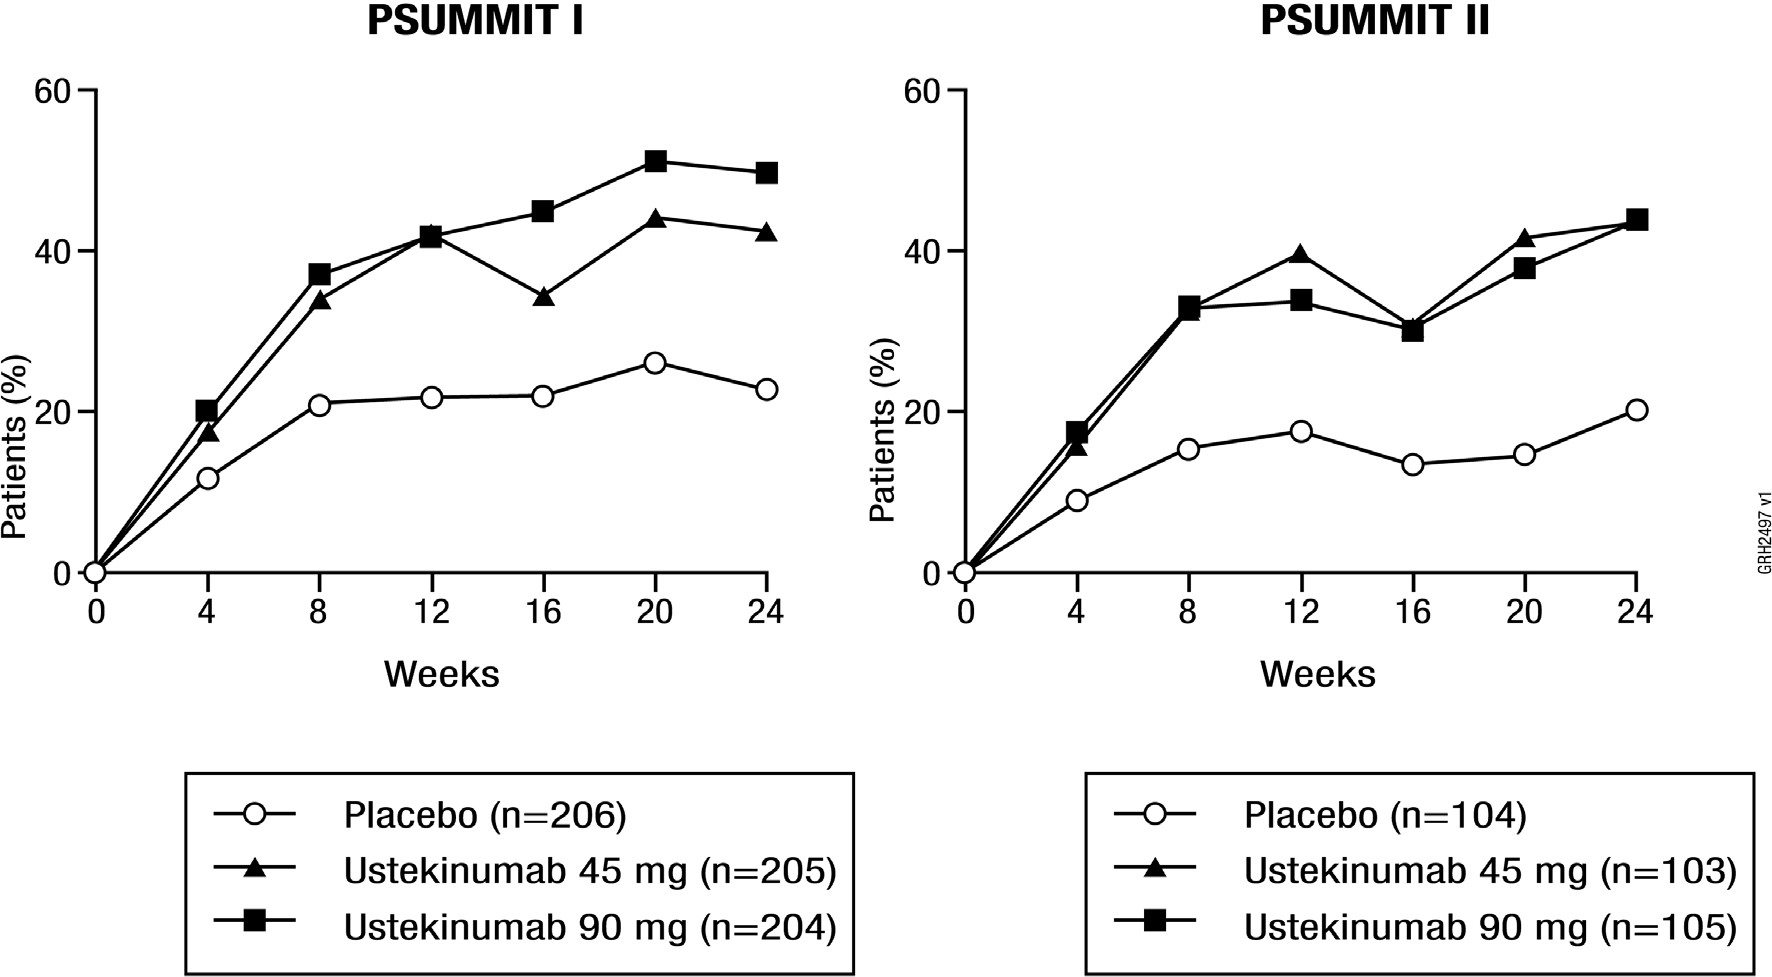 PSUMMIT I
60
40
20
0
Patients (%)
0 4 8 12 16 20 24
Weeks
Placebo (n=206)
Ustekinumab 45 mg (n=205)
Ustekinumab 90 mg (n=204)
PSUMMIT II
60
40
20
0
Patients (%)
0 4 8 12 16 20 24
Weeks
Placebo (n=104)
Ustekinumab 45 mg (n=103)
Ustekinumab 90 mg (n=105)
GRH2497 v1